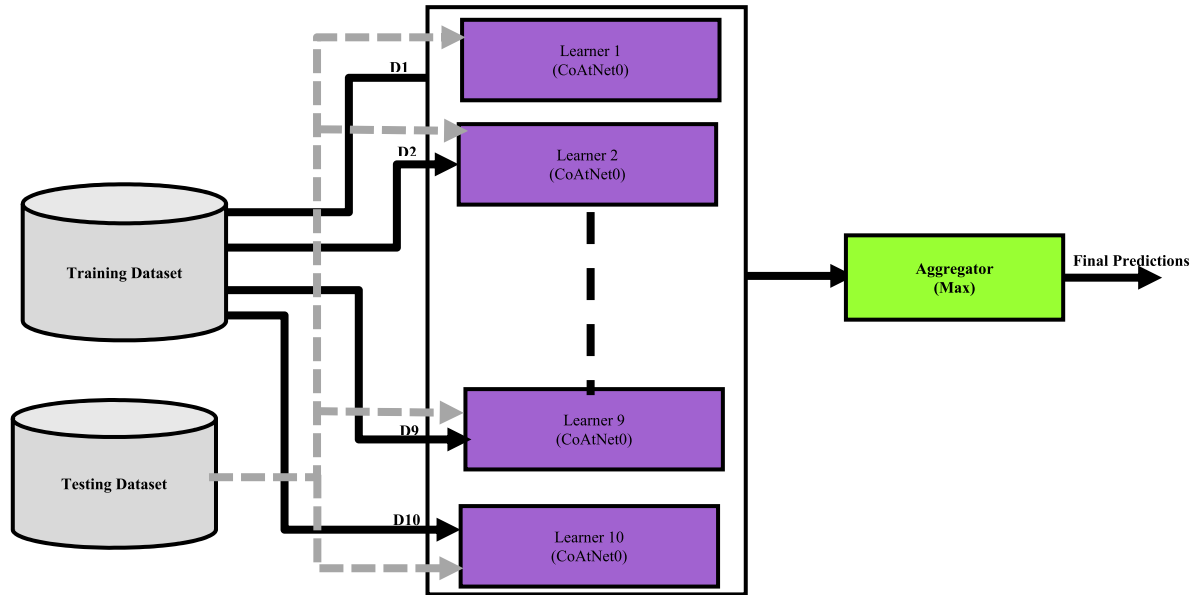 Learner 1
(CoAtNet0)
D1
Learner 2
(CoAtNet0)
D2
Training Dataset
Aggregator
(Max)
Final Predictions
Learner 9
(CoAtNet0)
D9
Testing Dataset
D10
Learner 10
(CoAtNet0)